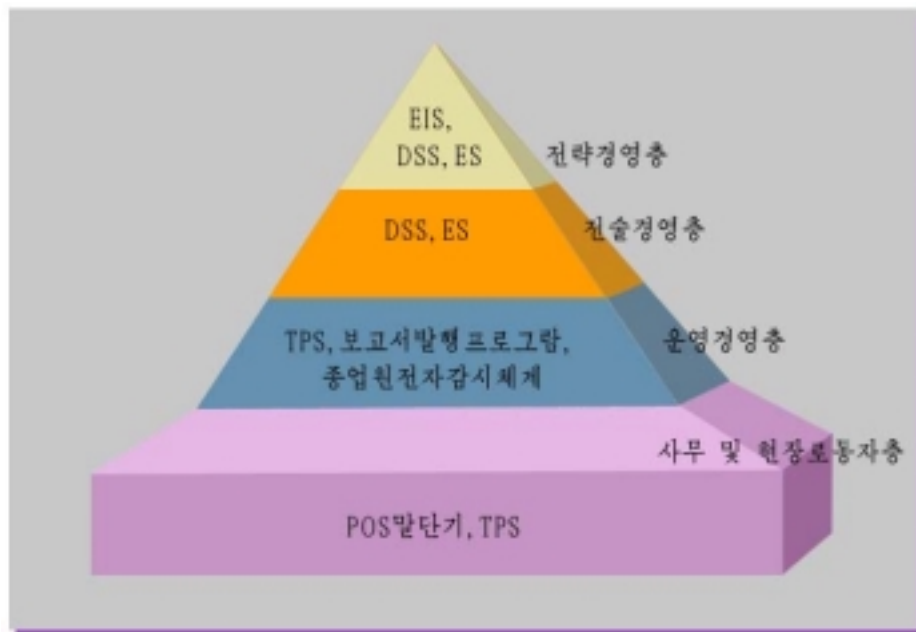 EIS,
DSS, ES
전략경영층
DSS, ES
전술경영층
TPS, 보고서발행프로그람,
종업원전자감시체계
운영경영층
사무 및 현장로동자층
POS말단기, TPS